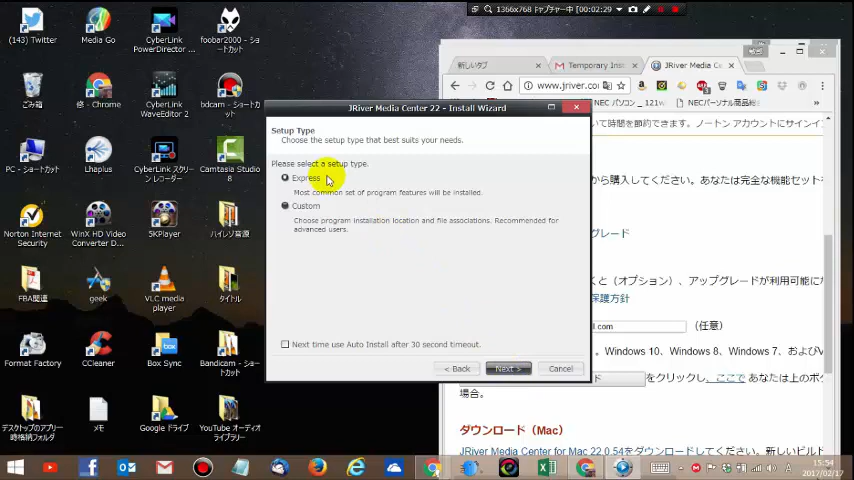 1366x768 キャプチャー中 [00:02:29]
(143) Twitter
Media Go
CyberLink PowerDirector ...
foobar2000 - ショートカット
ごみ箱
修 - Chrome
CyberLink WaveEditor 2
bdcam - ショートカット
PC - ショートカット
Lhaplus
CyberLink スクリーン レコーダー
Camtasia Studio 8
Norton Internet Security
WinX HD Video Converter D...
5KPlayer
ハイレゾ音源
FBA関連
geek
VLC media player
タイトル
Format Factory
CCleaner
Box Sync
Bandicam - ショートカット
デスクトップのアプリ一時格納フォルダ
メモ
Google ドライブ
YouTube オーディオライブラリー
JRiver Media Center 22 - Install Wizard
Setup Type
Choose the setup type that best suits your needs.
Please select a setup type.
Express
Most common set of program features will be installed.
Custom
Choose program installation location and file associations. Recommended for
advanced users.
Next time use Auto Install after 30 second timeout.
< Back
Next >
Cancel
新しいタブ
Temporary Inst
JRiver Media Ce
www.jriver.co
NEC パソコン _ 121w
NECパーソナル商品総
て時間を節約できます。ノートン アカウントにサインイ
から購入してください。あなたは完全な機能セット
グレード
くと（オプション）、アップグレードが利用可能に
保護方針
com
（任意）
。Windows 10、Windows 8、Windows 7、およびV
ド
をクリックし、ここで あなたは上のボ
場合。
ダウンロード（Mac）
JRiver Media Center for Mac 22.0.54をダウンロードしてください。新しいビルド
A
15:54
2017/02/17